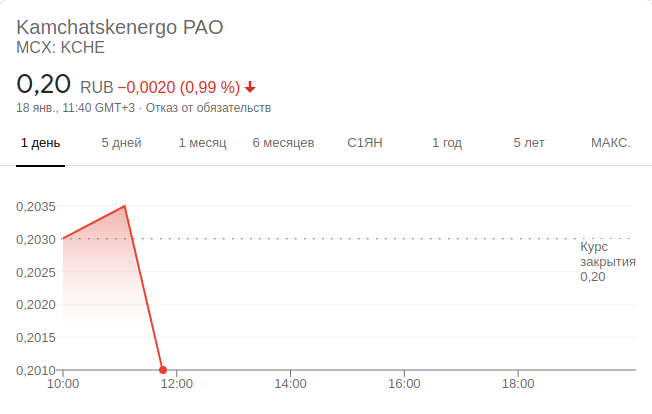 Kamchatskenergo PAO
MCX: KCHE
0,20 RUB −0,0020 (0,99 %)
18 янв., 11:40 GMT+3 · Отказ от обязательств
1 день 5 дней 1 месяц 6 месяцев С1ЯН 1 год 5 лет МАКС.
0,2035
0,2030
Курс
закрытия
0,20
0,2025
0,2020
0,2015
0,2010
10:00 12:00 14:00 16:00 18:00